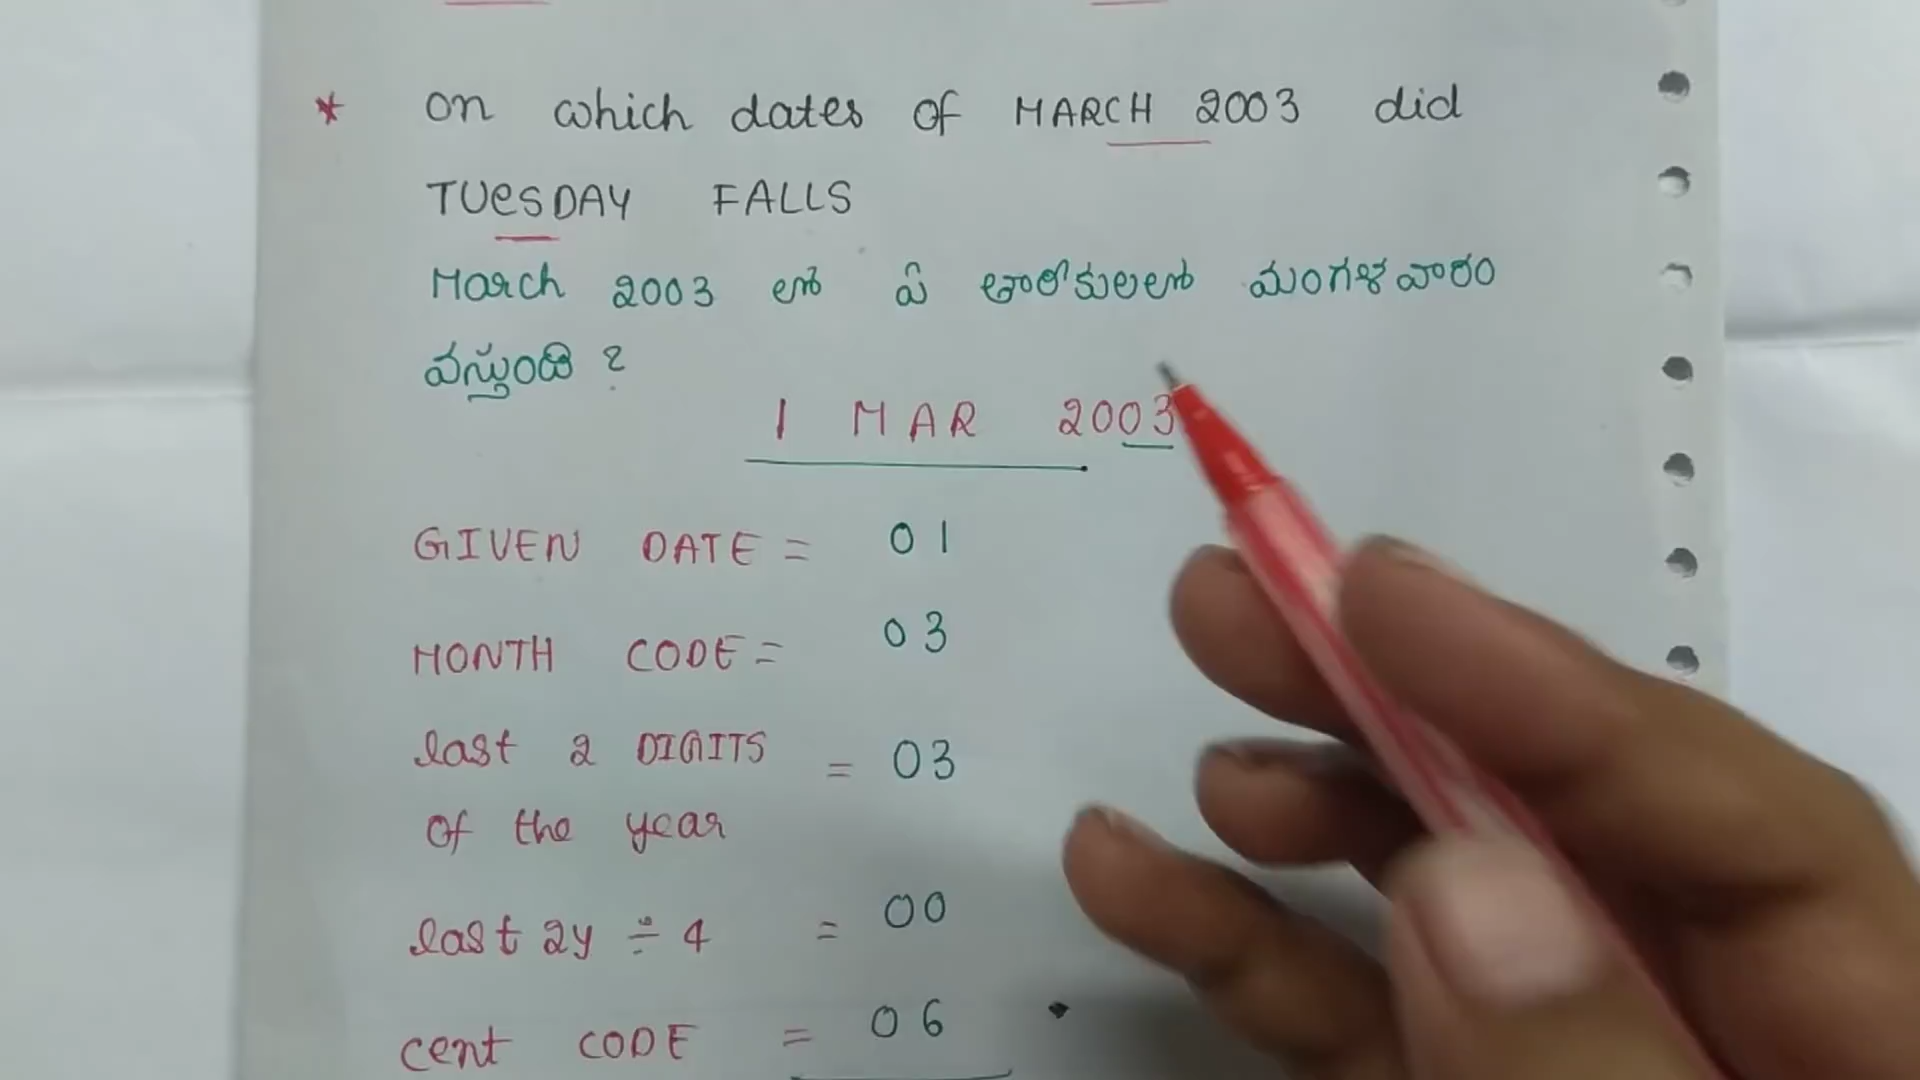 * on which dates of MARCH 2003 did
TUesDAY FALLS
March 2003 లో ఏ తారీకులలో మంగళవారం
వస్తుంది ?
1 MAR 2003
GIVEN DATE = 01
MONTH CODE = 03
last 2 DIGITS = 03
of the year
last 2y ÷ 4 = 00
cent CODE = 06